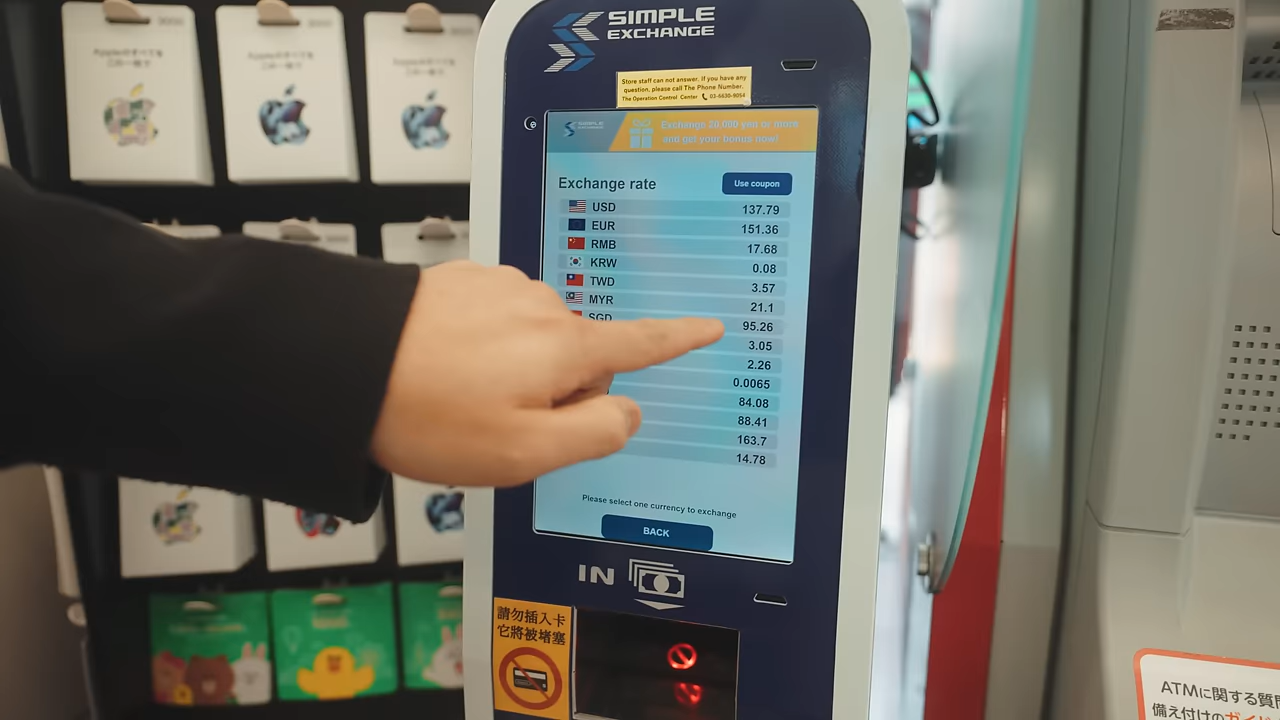 SIMPLE
EXCHANGE
Store staff can not answer. If you have any
question, please call The Phone Number.
The Operation Control Center 03-6630-9054
SIMPLE
EXCHANGE
Exchange 20 000 yen or more
and get your bonus now!
Exchange rate
Use coupon
USD 137.79
EUR 151.36
RMB 17.68
KRW 0.08
TWD 3.57
MYR 21.1
SGD 95.26
3.05
2.26
0.0065
84.08
88.41
163.7
14.78
Please select one currency to exchange
BACK
IN
請勿插入卡
它將被堵塞
ATMに関する質問
備え付けの